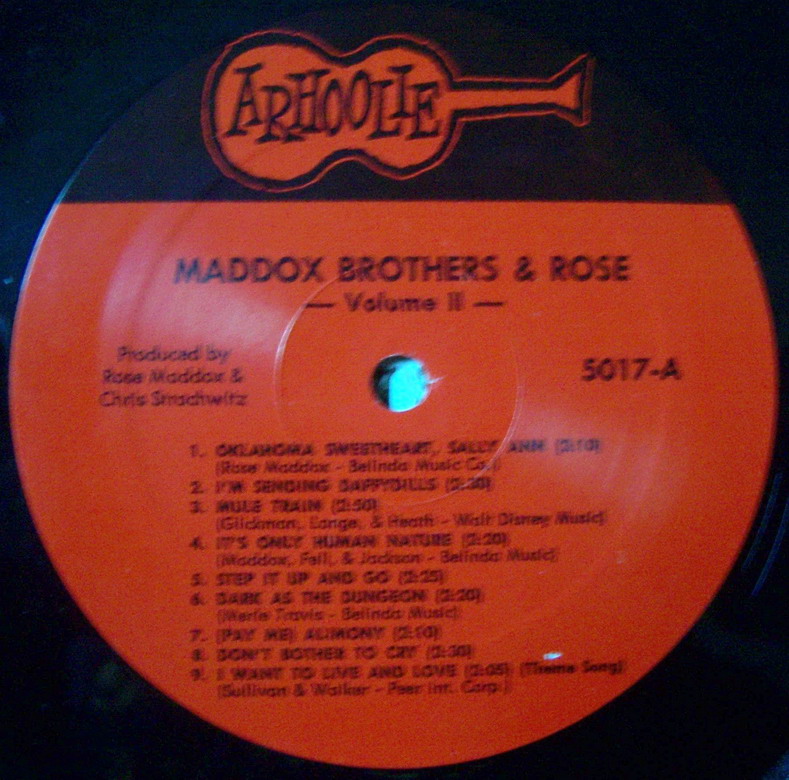 ARHOOLIE
MADDOX BROTHERS & ROSE
— Volume II —
Produced by
Rose Maddox &
Chris Strachwitz
5017-A
1. OKLAHOMA SWEETHEART, SALLY ANN (2:10)
(Rose Maddox - Belinda Music Co.)
2. I'M SENDING DAFFYDILLS (2:30)
3. MULE TRAIN (2:50)
(Glickman, Lange, & Heath - Walt Disney Music)
4. IT'S ONLY HUMAN NATURE (2:20)
(Maddox, Fell, & Jackson - Belinda Music)
5. STEP IT UP AND GO (2:25)
6. DARK AS THE DUNGEON (2:20)
(Merle Travis - Belinda Music)
7. (PAY ME) ALIMONY (2:10)
8. DON'T BOTHER TO CRY (2:30)
9. I WANT TO LIVE AND LOVE (2:05) (Theme Song)
(Sullivan & Walker - Peer Int. Corp.)